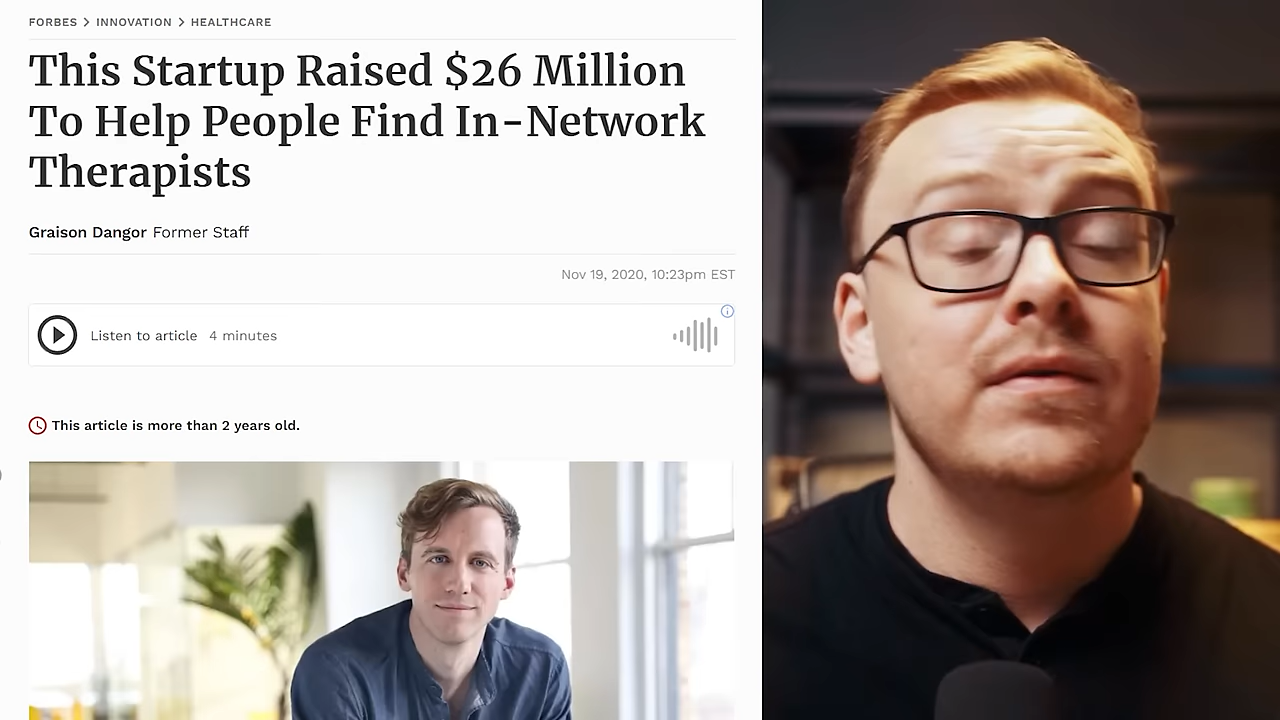 FORBES > INNOVATION > HEALTHCARE
This Startup Raised $26 Million
To Help People Find In-Network
Therapists
Graison Dangor Former Staff
Nov 19, 2020, 10:23pm EST
Listen to article 4 minutes
This article is more than 2 years old.